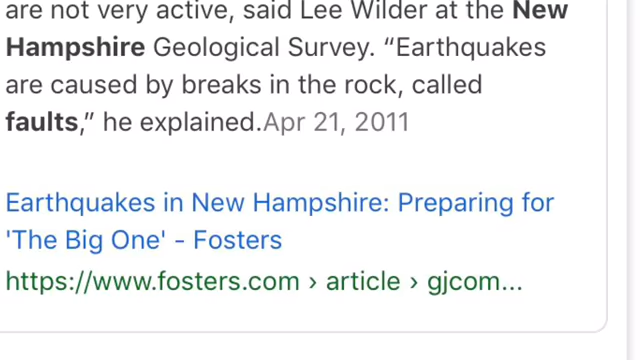 are not very active, said Lee Wilder at the New
Hampshire Geological Survey. “Earthquakes
are caused by breaks in the rock, called
faults,” he explained.Apr 21, 2011
Earthquakes in New Hampshire: Preparing for
'The Big One' - Fosters
https://www.fosters.com › article › gjcom...